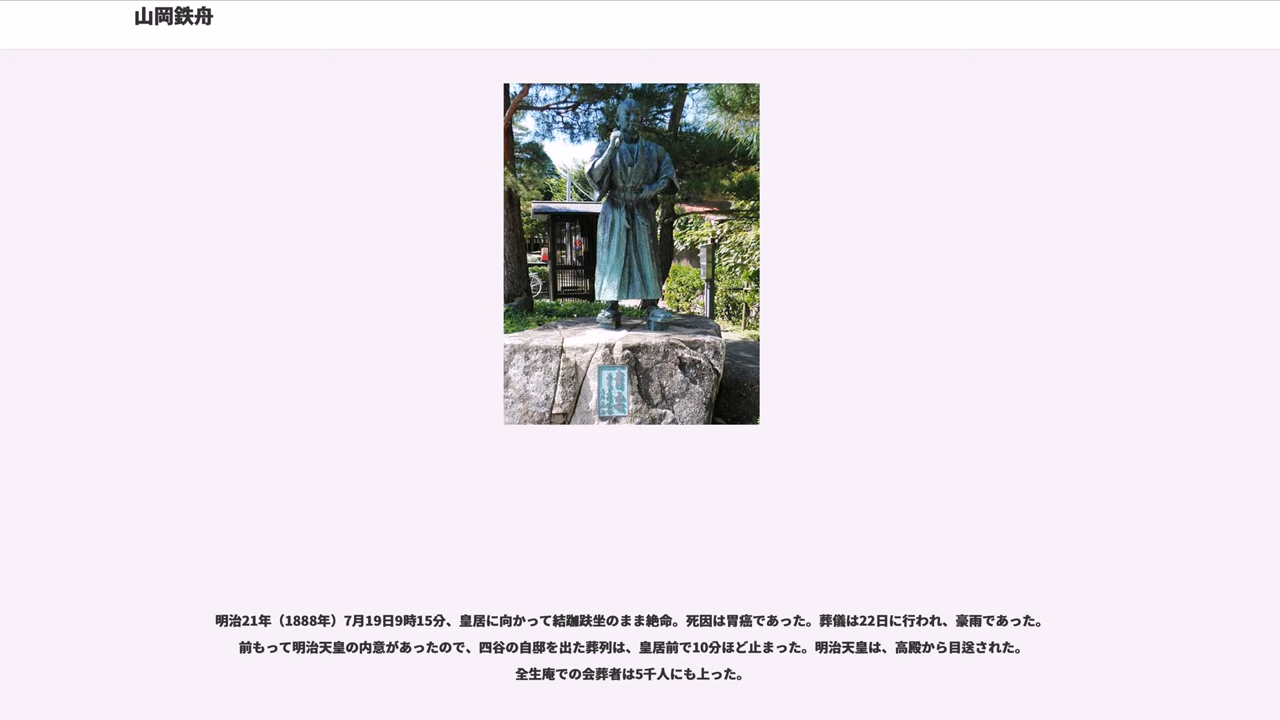 山岡鉄舟
明治21年（1888年）7月19日9時15分、皇居に向かって結跏趺坐のまま絶命。死因は胃癌であった。葬儀は22日に行われ、豪雨であった。
前もって明治天皇の内意があったので、四谷の自邸を出た葬列は、皇居前で10分ほど止まった。明治天皇は、高殿から目送された。
全生庵での会葬者は5千人にも上った。